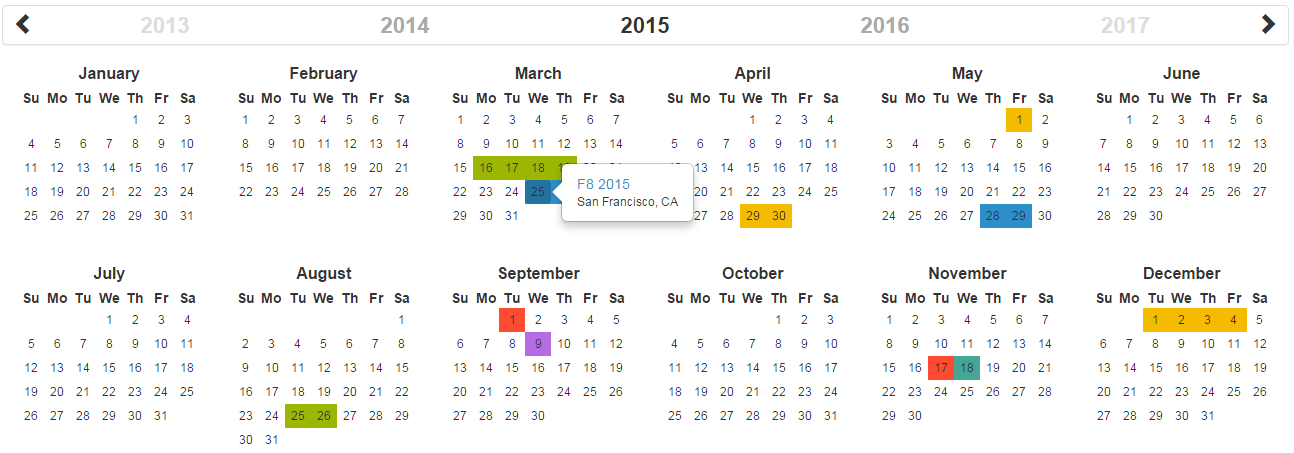 2013 2014 2015 2016 2017
January
Su Mo Tu We Th Fr Sa
1 2 3
4 5 6 7 8 9 10
11 12 13 14 15 16 17
18 19 20 21 22 23 24
25 26 27 28 29 30 31
February
Su Mo Tu We Th Fr Sa
1 2 3 4 5 6 7
8 9 10 11 12 13 14
15 16 17 18 19 20 21
22 23 24 25 26 27 28
March
Su Mo Tu We Th Fr Sa
1 2 3 4 5 6 7
8 9 10 11 12 13 14
15 16 17 18
22 23 24 25
29 30 31
F8 2015
San Francisco, CA
April
Su Mo Tu We Th Fr Sa
1 2 3 4
5 6 7 8 9 10 11
13 14 15 16 17 18
20 21 22 23 24 25
27 28 29 30
May
Su Mo Tu We Th Fr Sa
1 2
3 4 5 6 7 8 9
10 11 12 13 14 15 16
17 18 19 20 21 22 23
24 25 26 27 28 29 30
June
Su Mo Tu We Th Fr Sa
1 2 3 4 5 6
7 8 9 10 11 12 13
14 15 16 17 18 19 20
21 22 23 24 25 26 27
28 29 30
July
Su Mo Tu We Th Fr Sa
1 2 3 4
5 6 7 8 9 10 11
12 13 14 15 16 17 18
19 20 21 22 23 24 25
26 27 28 29 30 31
August
Su Mo Tu We Th Fr Sa
1
2 3 4 5 6 7 8
9 10 11 12 13 14 15
16 17 18 19 20 21 22
23 24 25 26 27 28 29
30 31
September
Su Mo Tu We Th Fr Sa
1 2 3 4 5
6 7 8 9 10 11 12
13 14 15 16 17 18 19
20 21 22 23 24 25 26
27 28 29 30
October
Su Mo Tu We Th Fr Sa
1 2 3
4 5 6 7 8 9 10
11 12 13 14 15 16 17
18 19 20 21 22 23 24
25 26 27 28 29 30 31
November
Su Mo Tu We Th Fr Sa
1 2 3 4 5 6 7
8 9 10 11 12 13 14
15 16 17 18 19 20 21
22 23 24 25 26 27 28
29 30
December
Su Mo Tu We Th Fr Sa
1 2 3 4 5
6 7 8 9 10 11 12
13 14 15 16 17 18 19
20 21 22 23 24 25 26
27 28 29 30 31